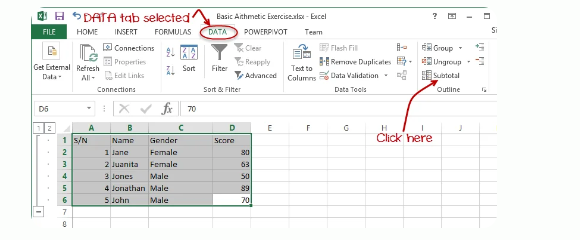 DATA tab selected
Basic Aithmetic Exercise.xlsx - Excel
FILE HOME INSERT FORMULAS DATA POWERPIVOT Team Si
Get External Data
Refresh All
Connections
Properties
Edit Links
Connections
Sort
Filter
Clear
Reapply
Advanced
Sort & Filter
Text to Columns
Flash Fill
Remove Duplicates
Data Validation
Data Tools
Group
Ungroup
Subtotal
Outline
Click here
D6 fx 70
1 2 A B C D E F G H I J
1 S/N Name Gender Score
2 1 Jane Female 80
3 2 Juanita Female 63
4 3 Jones Male 50
5 4 Jonathan Male 89
6 5 John Male 70
7
8